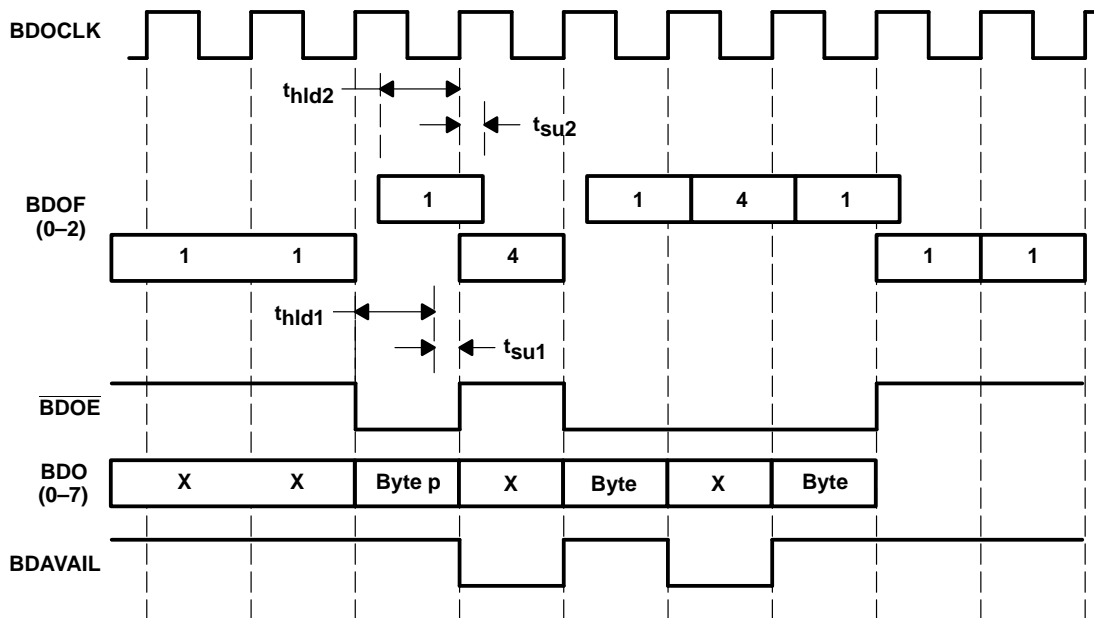 BDOCLK
thld2
tsu2
BDOF
(0–2)
1 1 4 1
1 1 4 1 1
thld1
tsu1
BDOE
BDO
(0–7)
X X Byte p X Byte X Byte
BDAVAIL